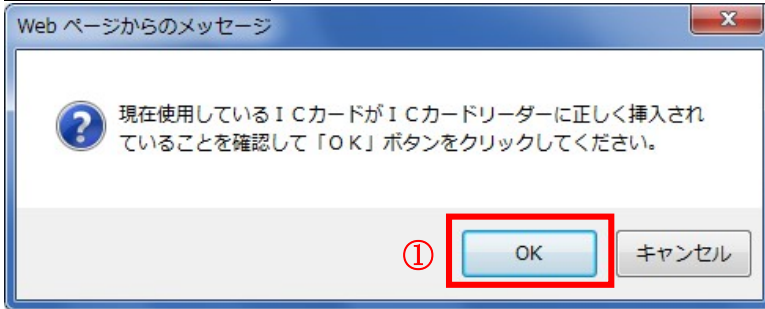 Web ページからのメッセージ
現在使用しているＩＣカードがＩＣカードリーダーに正しく挿入され
ていることを確認して「ＯＫ」ボタンをクリックしてください。
① OK キャンセル